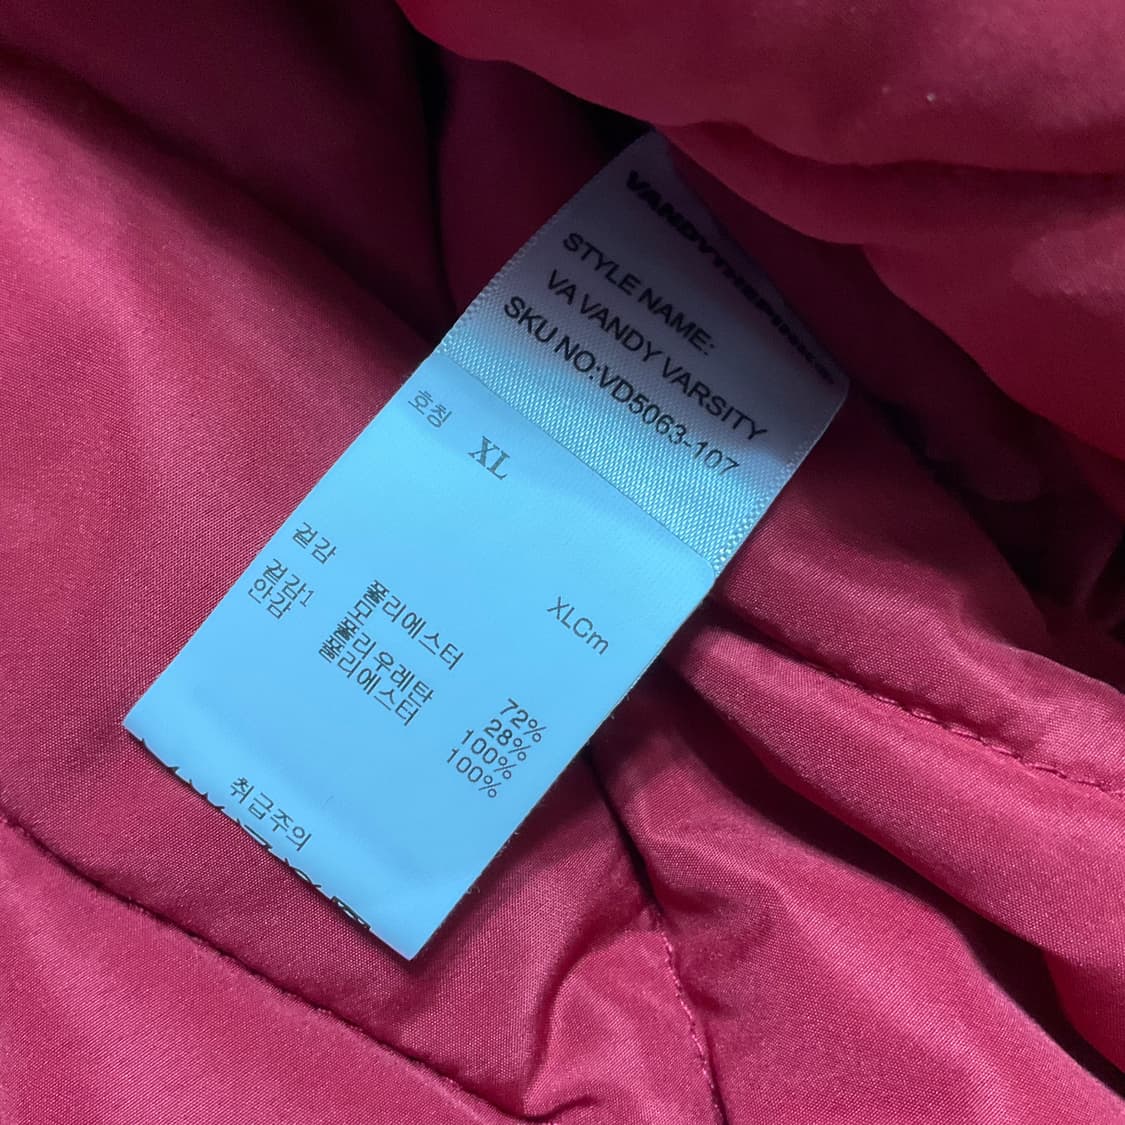 VANDYTHEPINK
STYLE NAME:
VA VANDY VARSITY
SKU NO:VD5063-107
호칭 XL
XLCm
겉감 폴리에스터 72%
모 28%
겉감1 폴리우레탄 100%
안감 폴리에스터 100%
취급주의